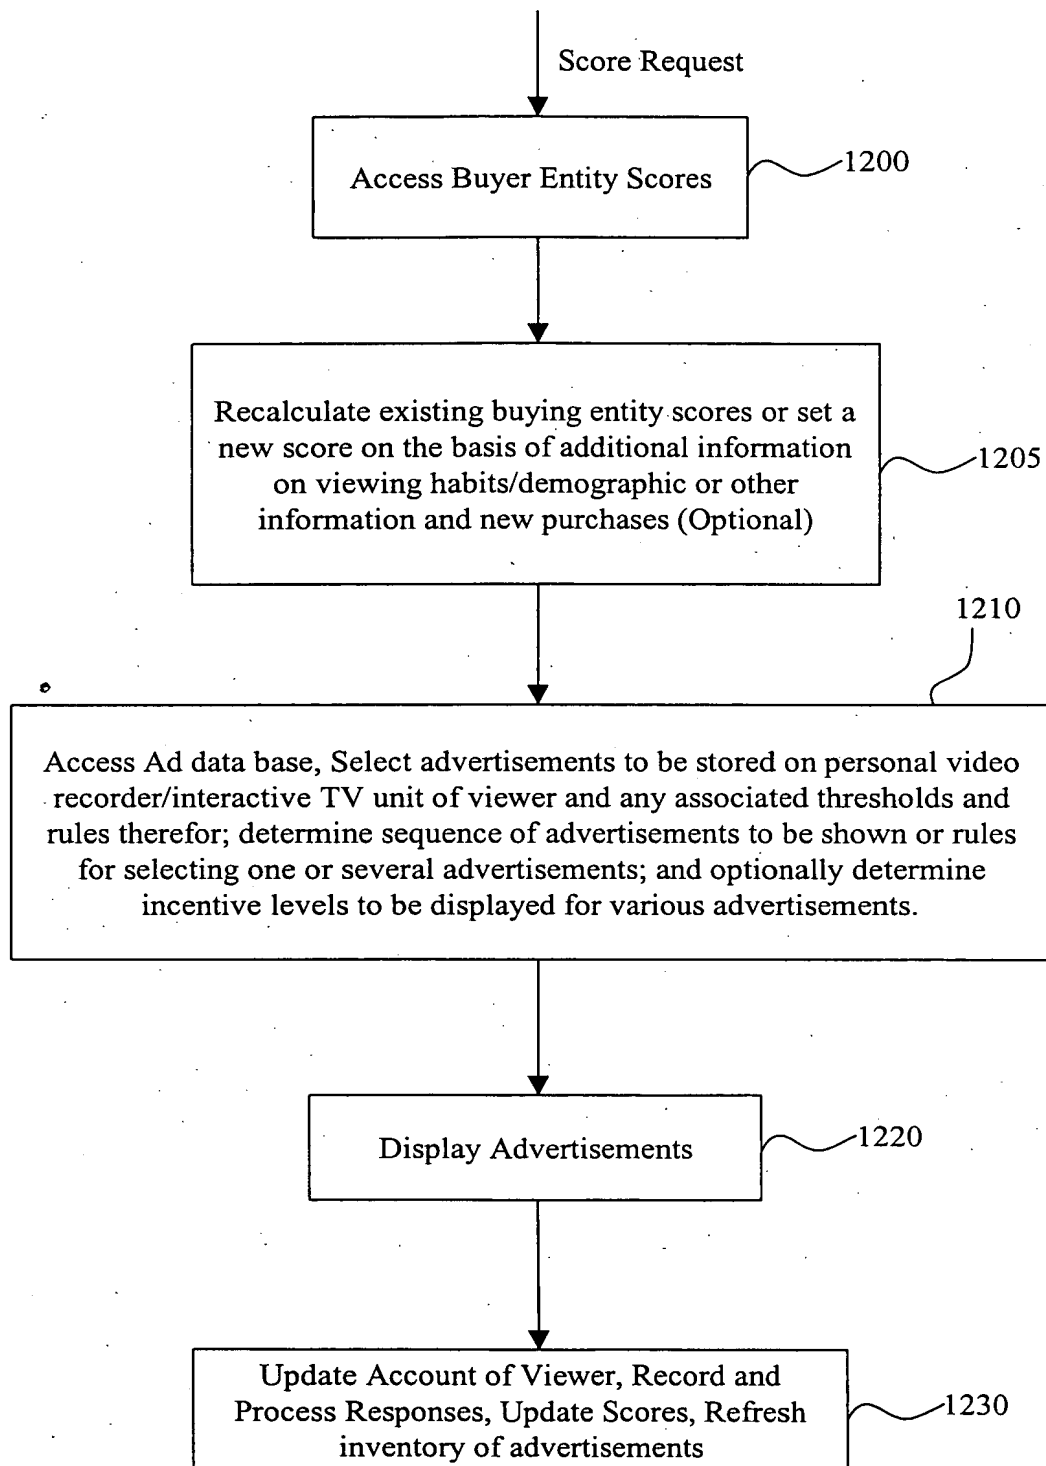 Score Request
Access Buyer Entity Scores
1200
Recalculate existing buying entity scores or set a
new score on the basis of additional information
on viewing habits/demographic or other
information and new purchases (Optional)
1205
1210
Access Ad data base, Select advertisements to be stored on personal video
recorder/interactive TV unit of viewer and any associated thresholds and
rules therefor; determine sequence of advertisements to be shown or rules
for selecting one or several advertisements; and optionally determine
incentive levels to be displayed for various advertisements.
Display Advertisements
1220
Update Account of Viewer, Record and
Process Responses, Update Scores, Refresh
inventory of advertisements
1230